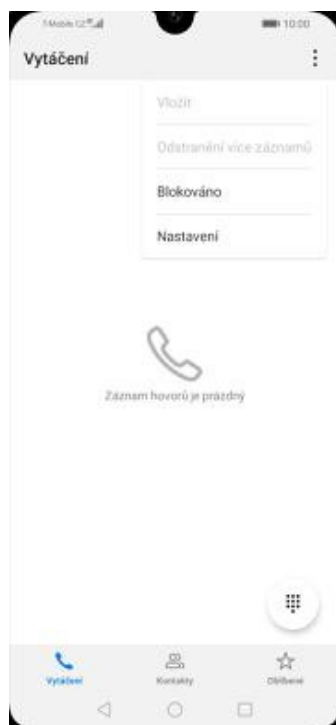 T-Mobile CZ
10:00
Vytáčení
Vložit
Odstranění více záznamů
Blokováno
Nastavení
Záznam hovorů je prázdný
Vytáčení
Kontakty
Oblíbené